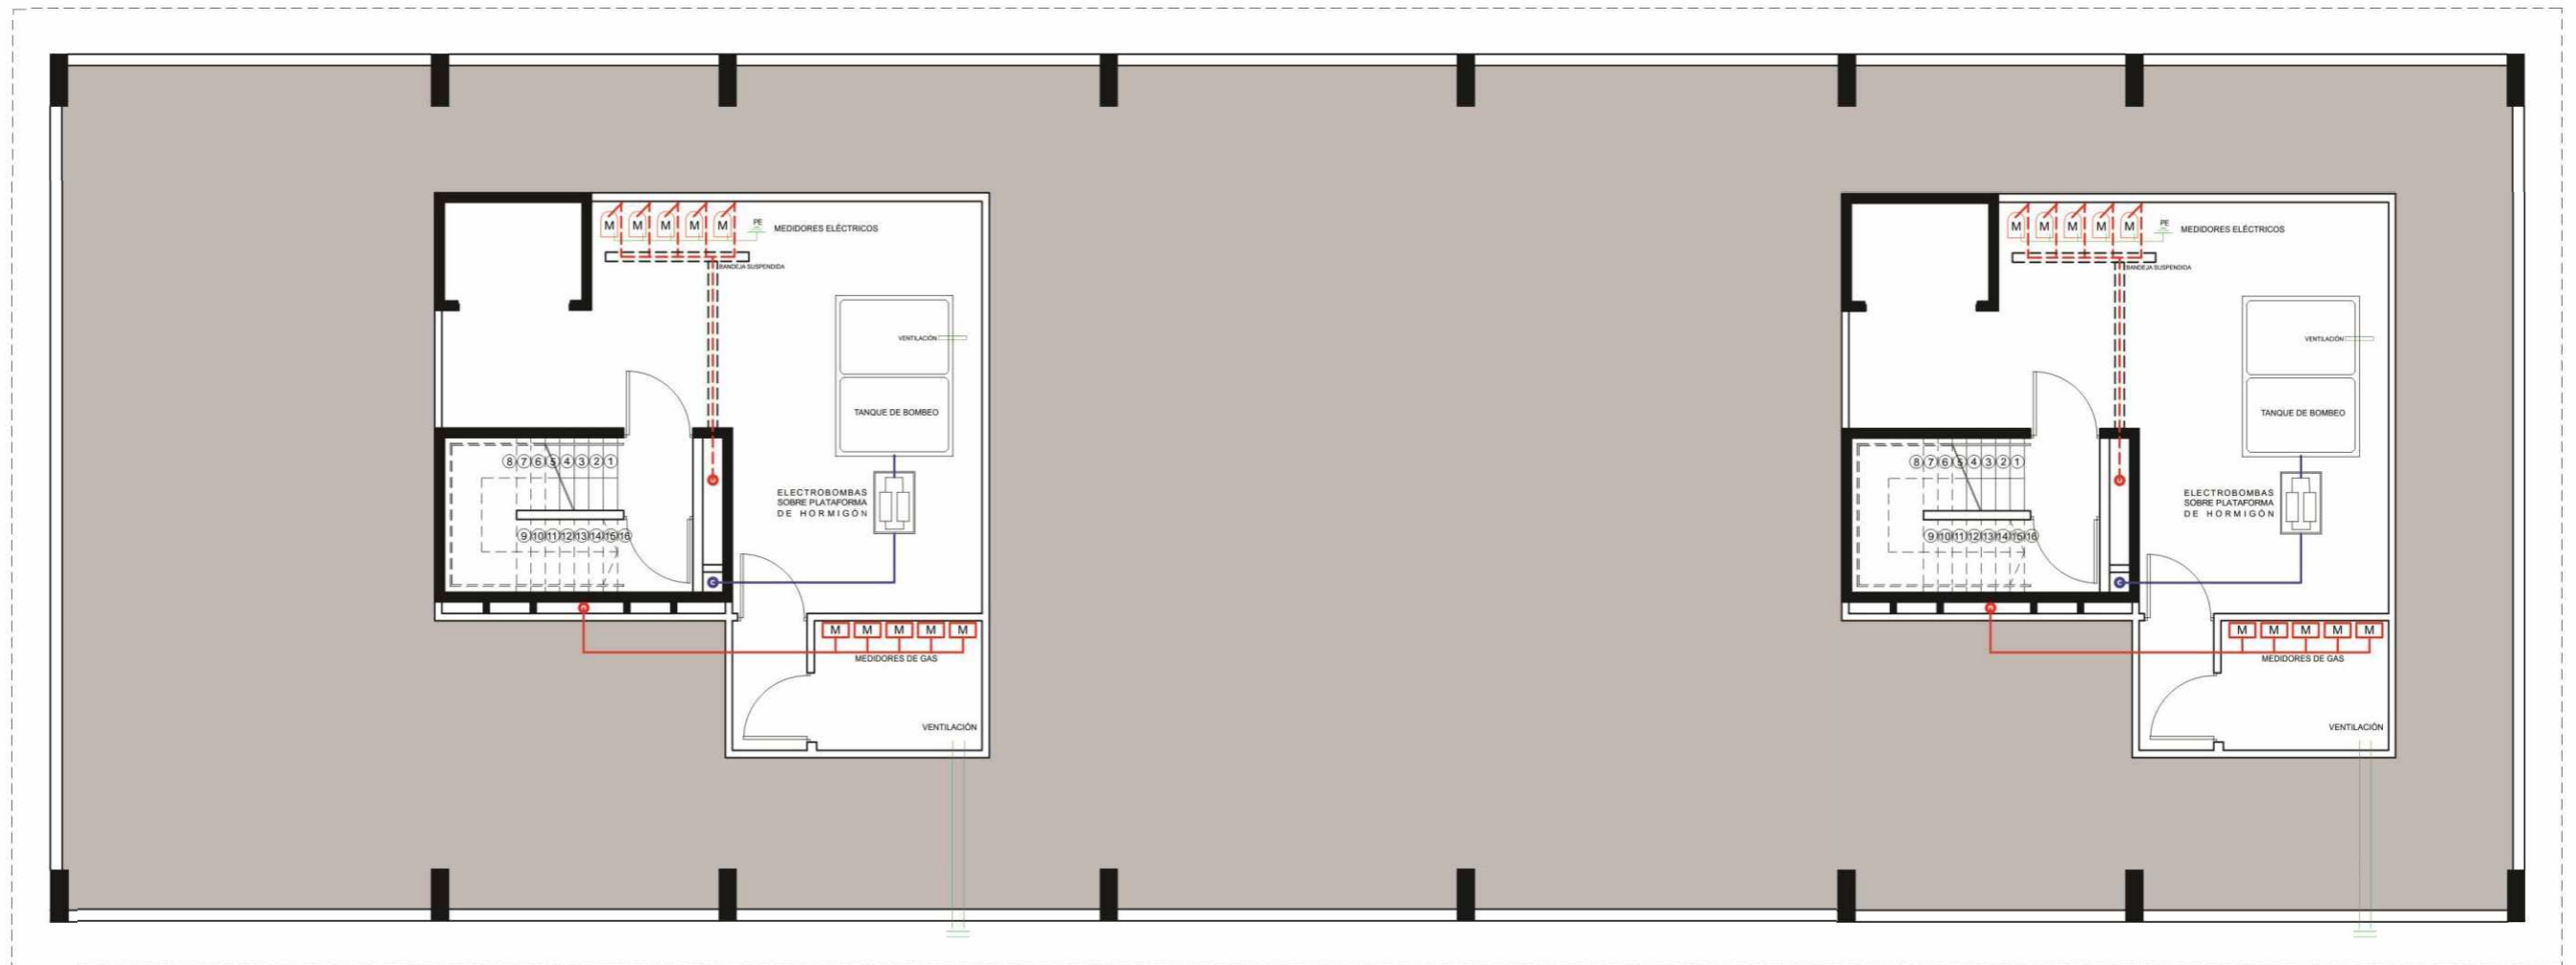 M M M M M
PE
MEDIDORES ELÉCTRICOS
BANDEJA SUSPENDIDA
VENTILACIÓN
TANQUE DE BOMBEO
8 7 6 5 4 3 2 1
ELECTROBOMBAS
SOBRE PLATAFORMA
DE HORMIGÓN
9 10 11 12 13 14 15 16
M M M M M
MEDIDORES DE GAS
VENTILACIÓN
M M M M M
PE
MEDIDORES ELÉCTRICOS
BANDEJA SUSPENDIDA
VENTILACIÓN
TANQUE DE BOMBEO
8 7 6 5 4 3 2 1
ELECTROBOMBAS
SOBRE PLATAFORMA
DE HORMIGÓN
9 10 11 12 13 14 15 16
M M M M M
MEDIDORES DE GAS
VENTILACIÓN